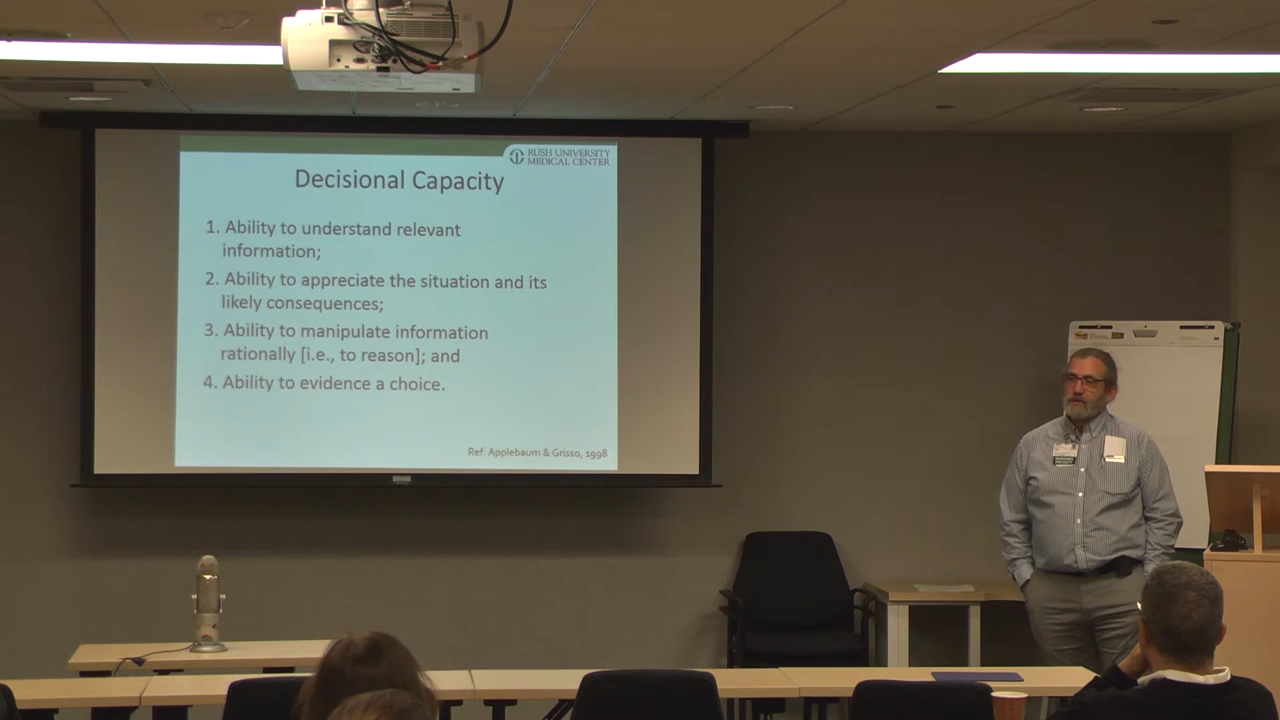 RUSH UNIVERSITY
MEDICAL CENTER
Decisional Capacity
1. Ability to understand relevant
information;
2. Ability to appreciate the situation and its
likely consequences;
3. Ability to manipulate information
rationally [i.e., to reason]; and
4. Ability to evidence a choice.
Ref: Applebaum & Grisso, 1998